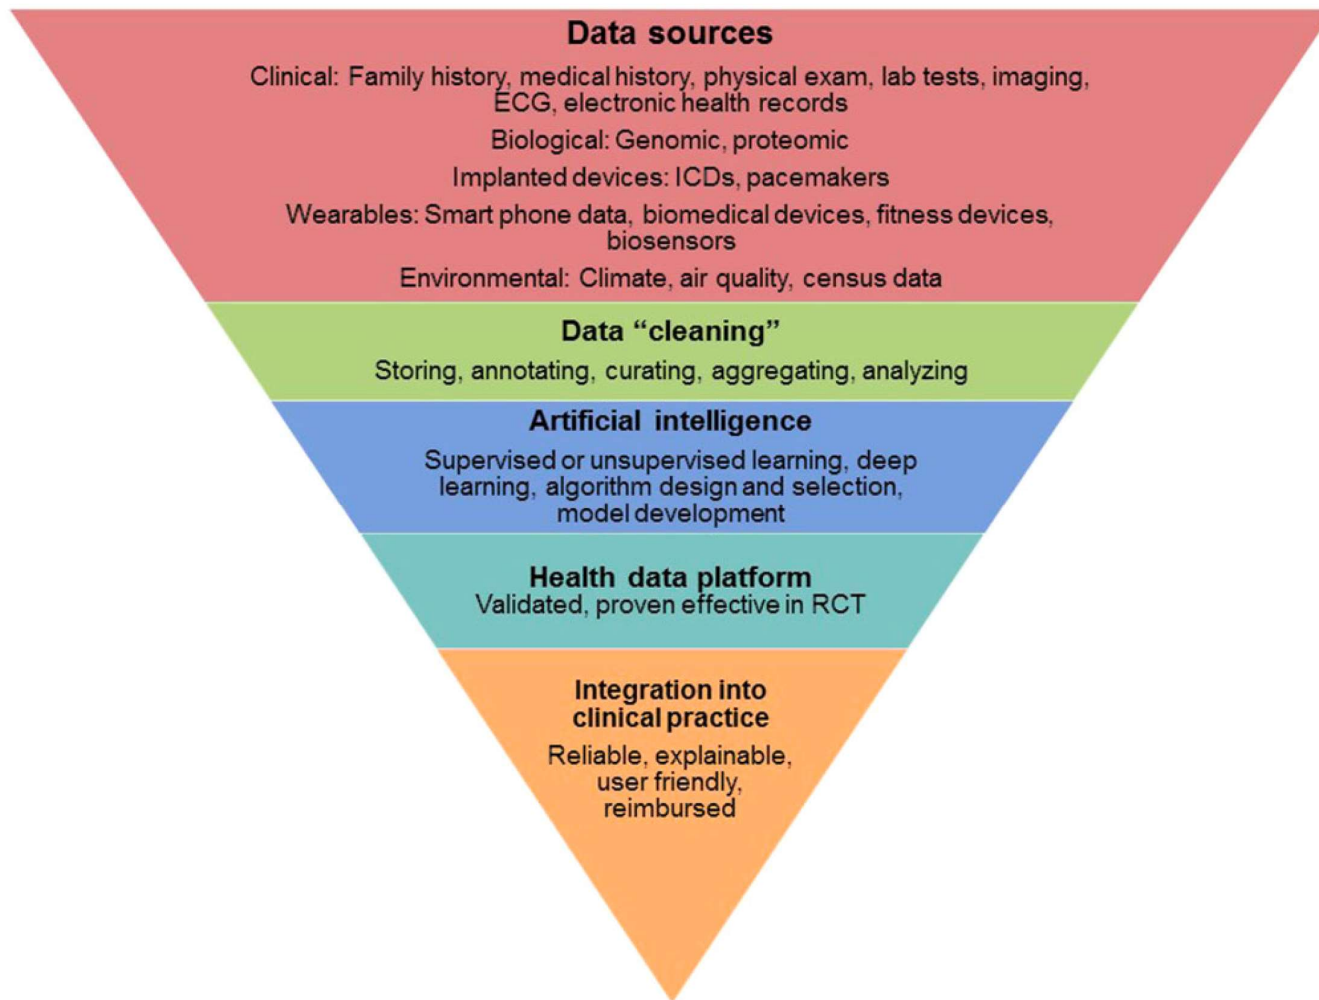 Data sources
Clinical: Family history, medical history, physical exam, lab tests, imaging,
ECG, electronic health records
Biological: Genomic, proteomic
Implanted devices: ICDs, pacemakers
Wearables: Smart phone data, biomedical devices, fitness devices,
biosensors
Environmental: Climate, air quality, census data
Data “cleaning”
Storing, annotating, curating, aggregating, analyzing
Artificial intelligence
Supervised or unsupervised learning, deep
learning, algorithm design and selection,
model development
Health data platform
Validated, proven effective in RCT
Integration into
clinical practice
Reliable, explainable,
user friendly,
reimbursed